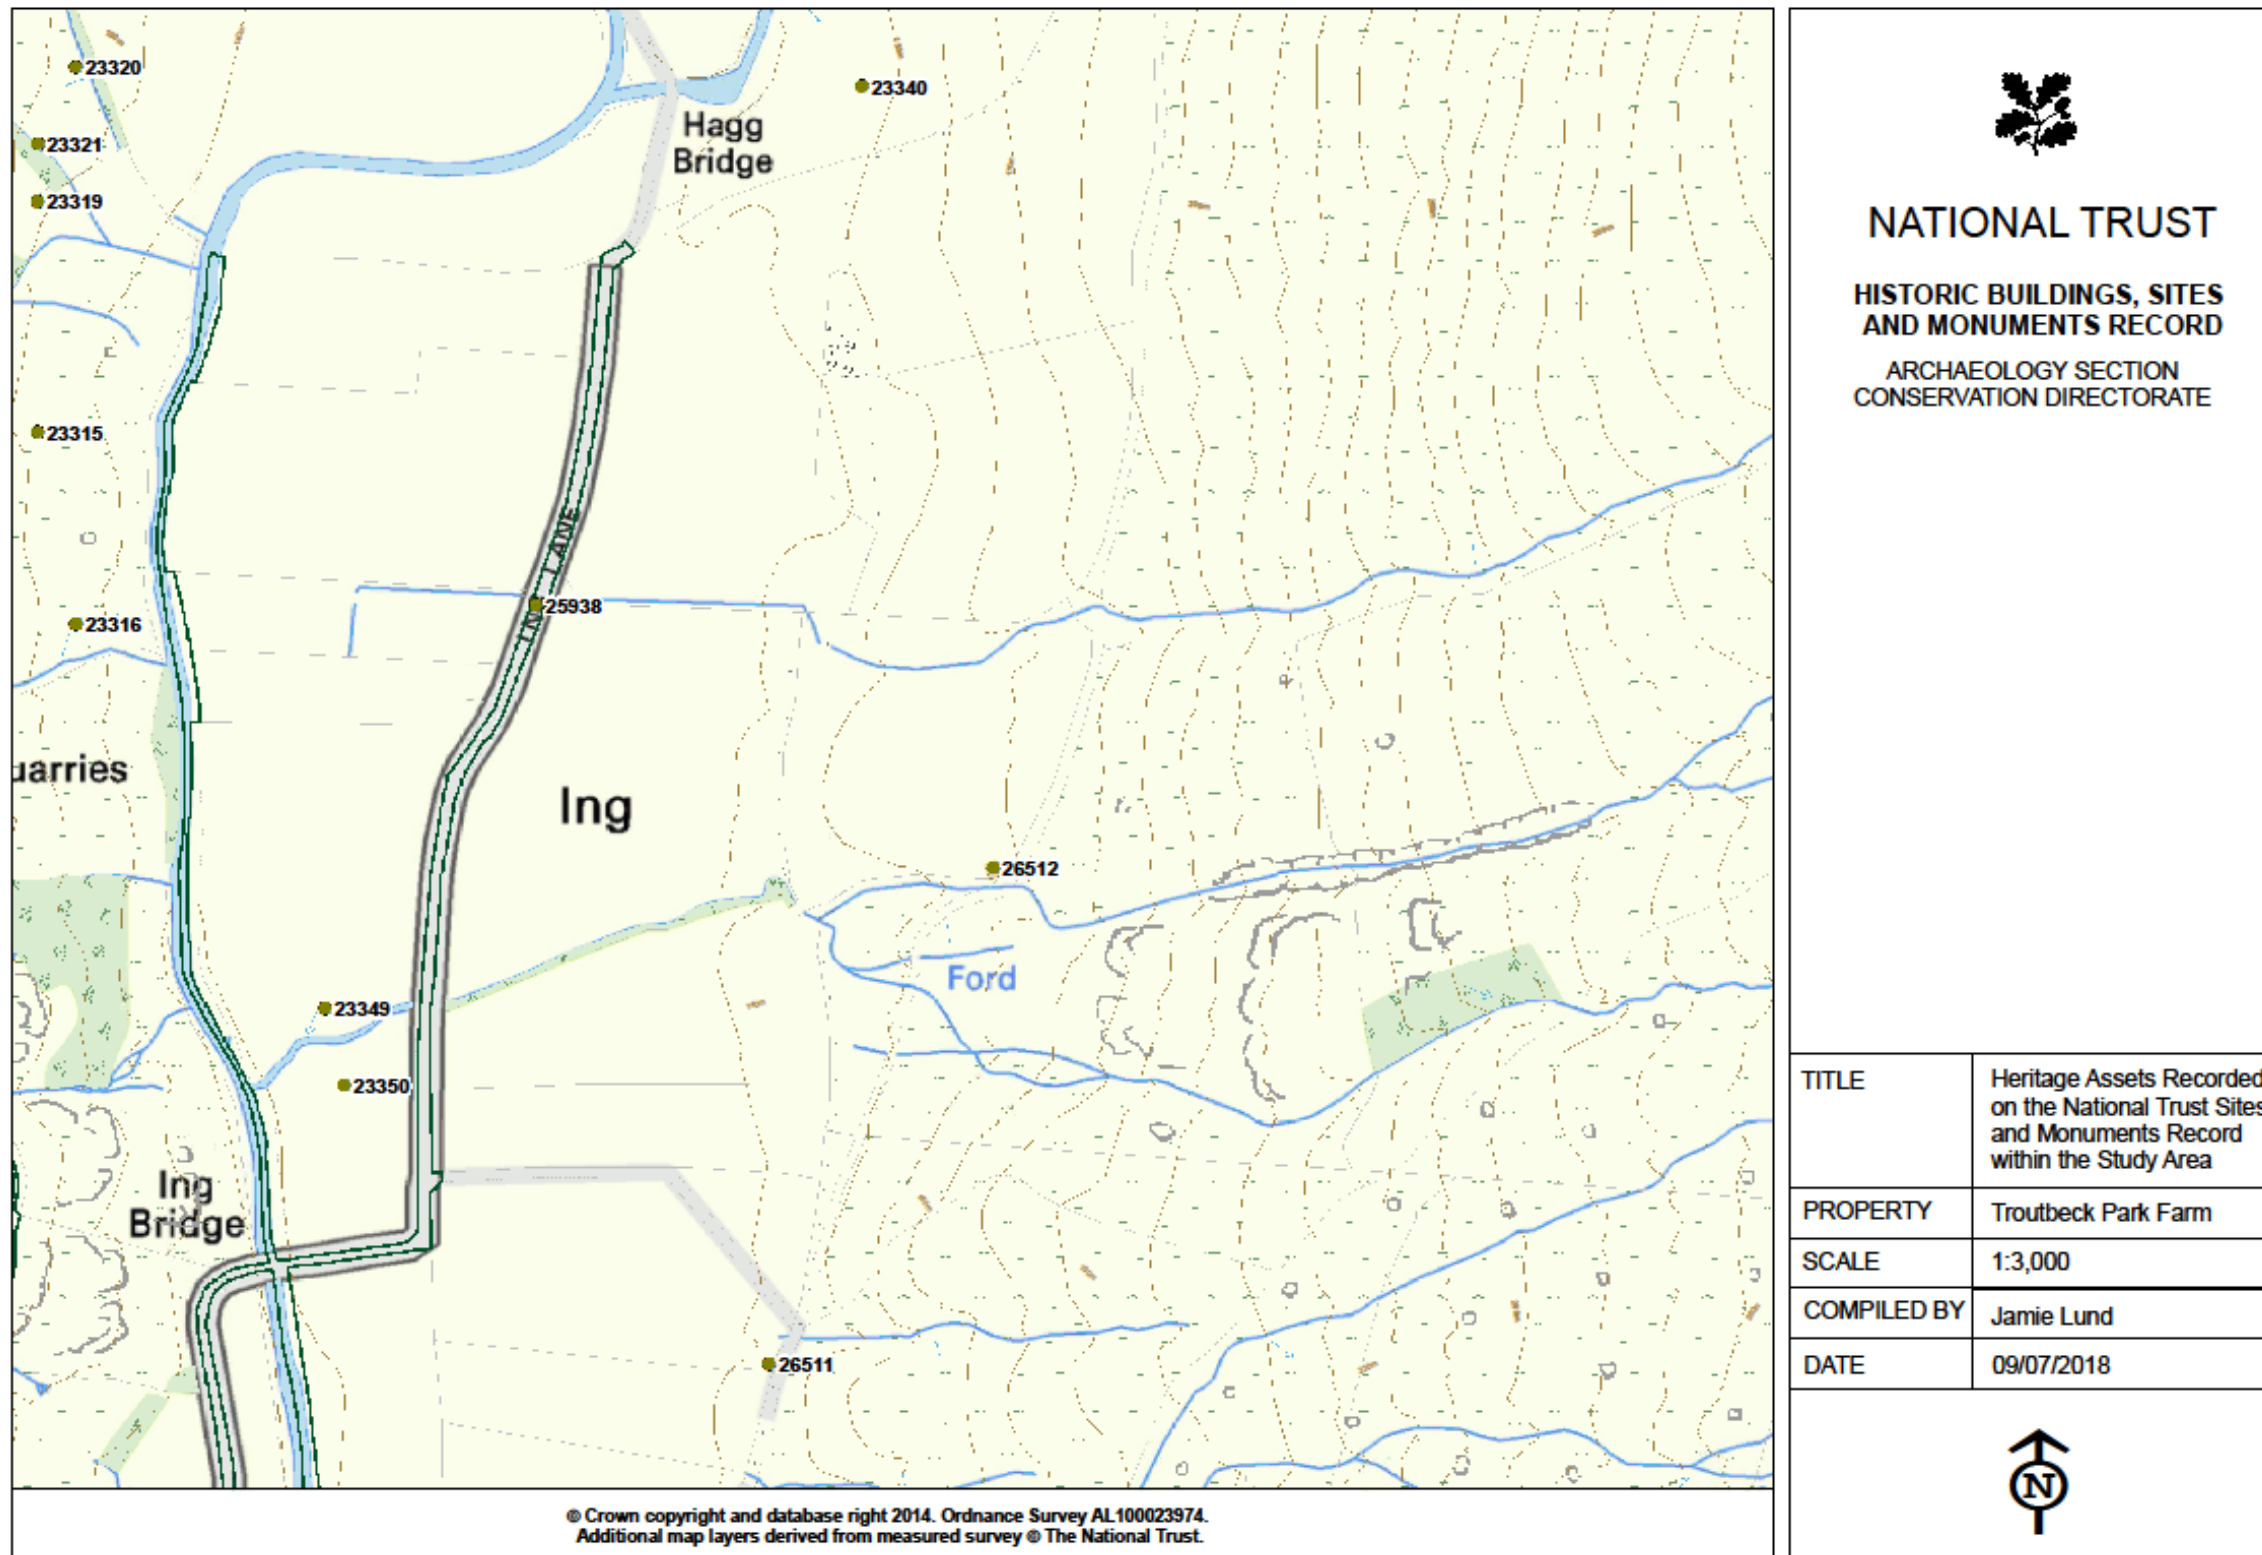 23320
23340
Hagg
Bridge
23321
23319
23315
LANE
25938
23316
uarries
Ing
26512
Ford
23349
23350
Ing
Bridge
26511
© Crown copyright and database right 2014. Ordnance Survey AL100023974.
Additional map layers derived from measured survey © The National Trust.
NATIONAL TRUST
HISTORIC BUILDINGS, SITES
AND MONUMENTS RECORD
ARCHAEOLOGY SECTION
CONSERVATION DIRECTORATE
TITLE
Heritage Assets Recorded
on the National Trust Sites
and Monuments Record
within the Study Area
PROPERTY
Troutbeck Park Farm
SCALE
1:3,000
COMPILED BY
Jamie Lund
DATE
09/07/2018
N